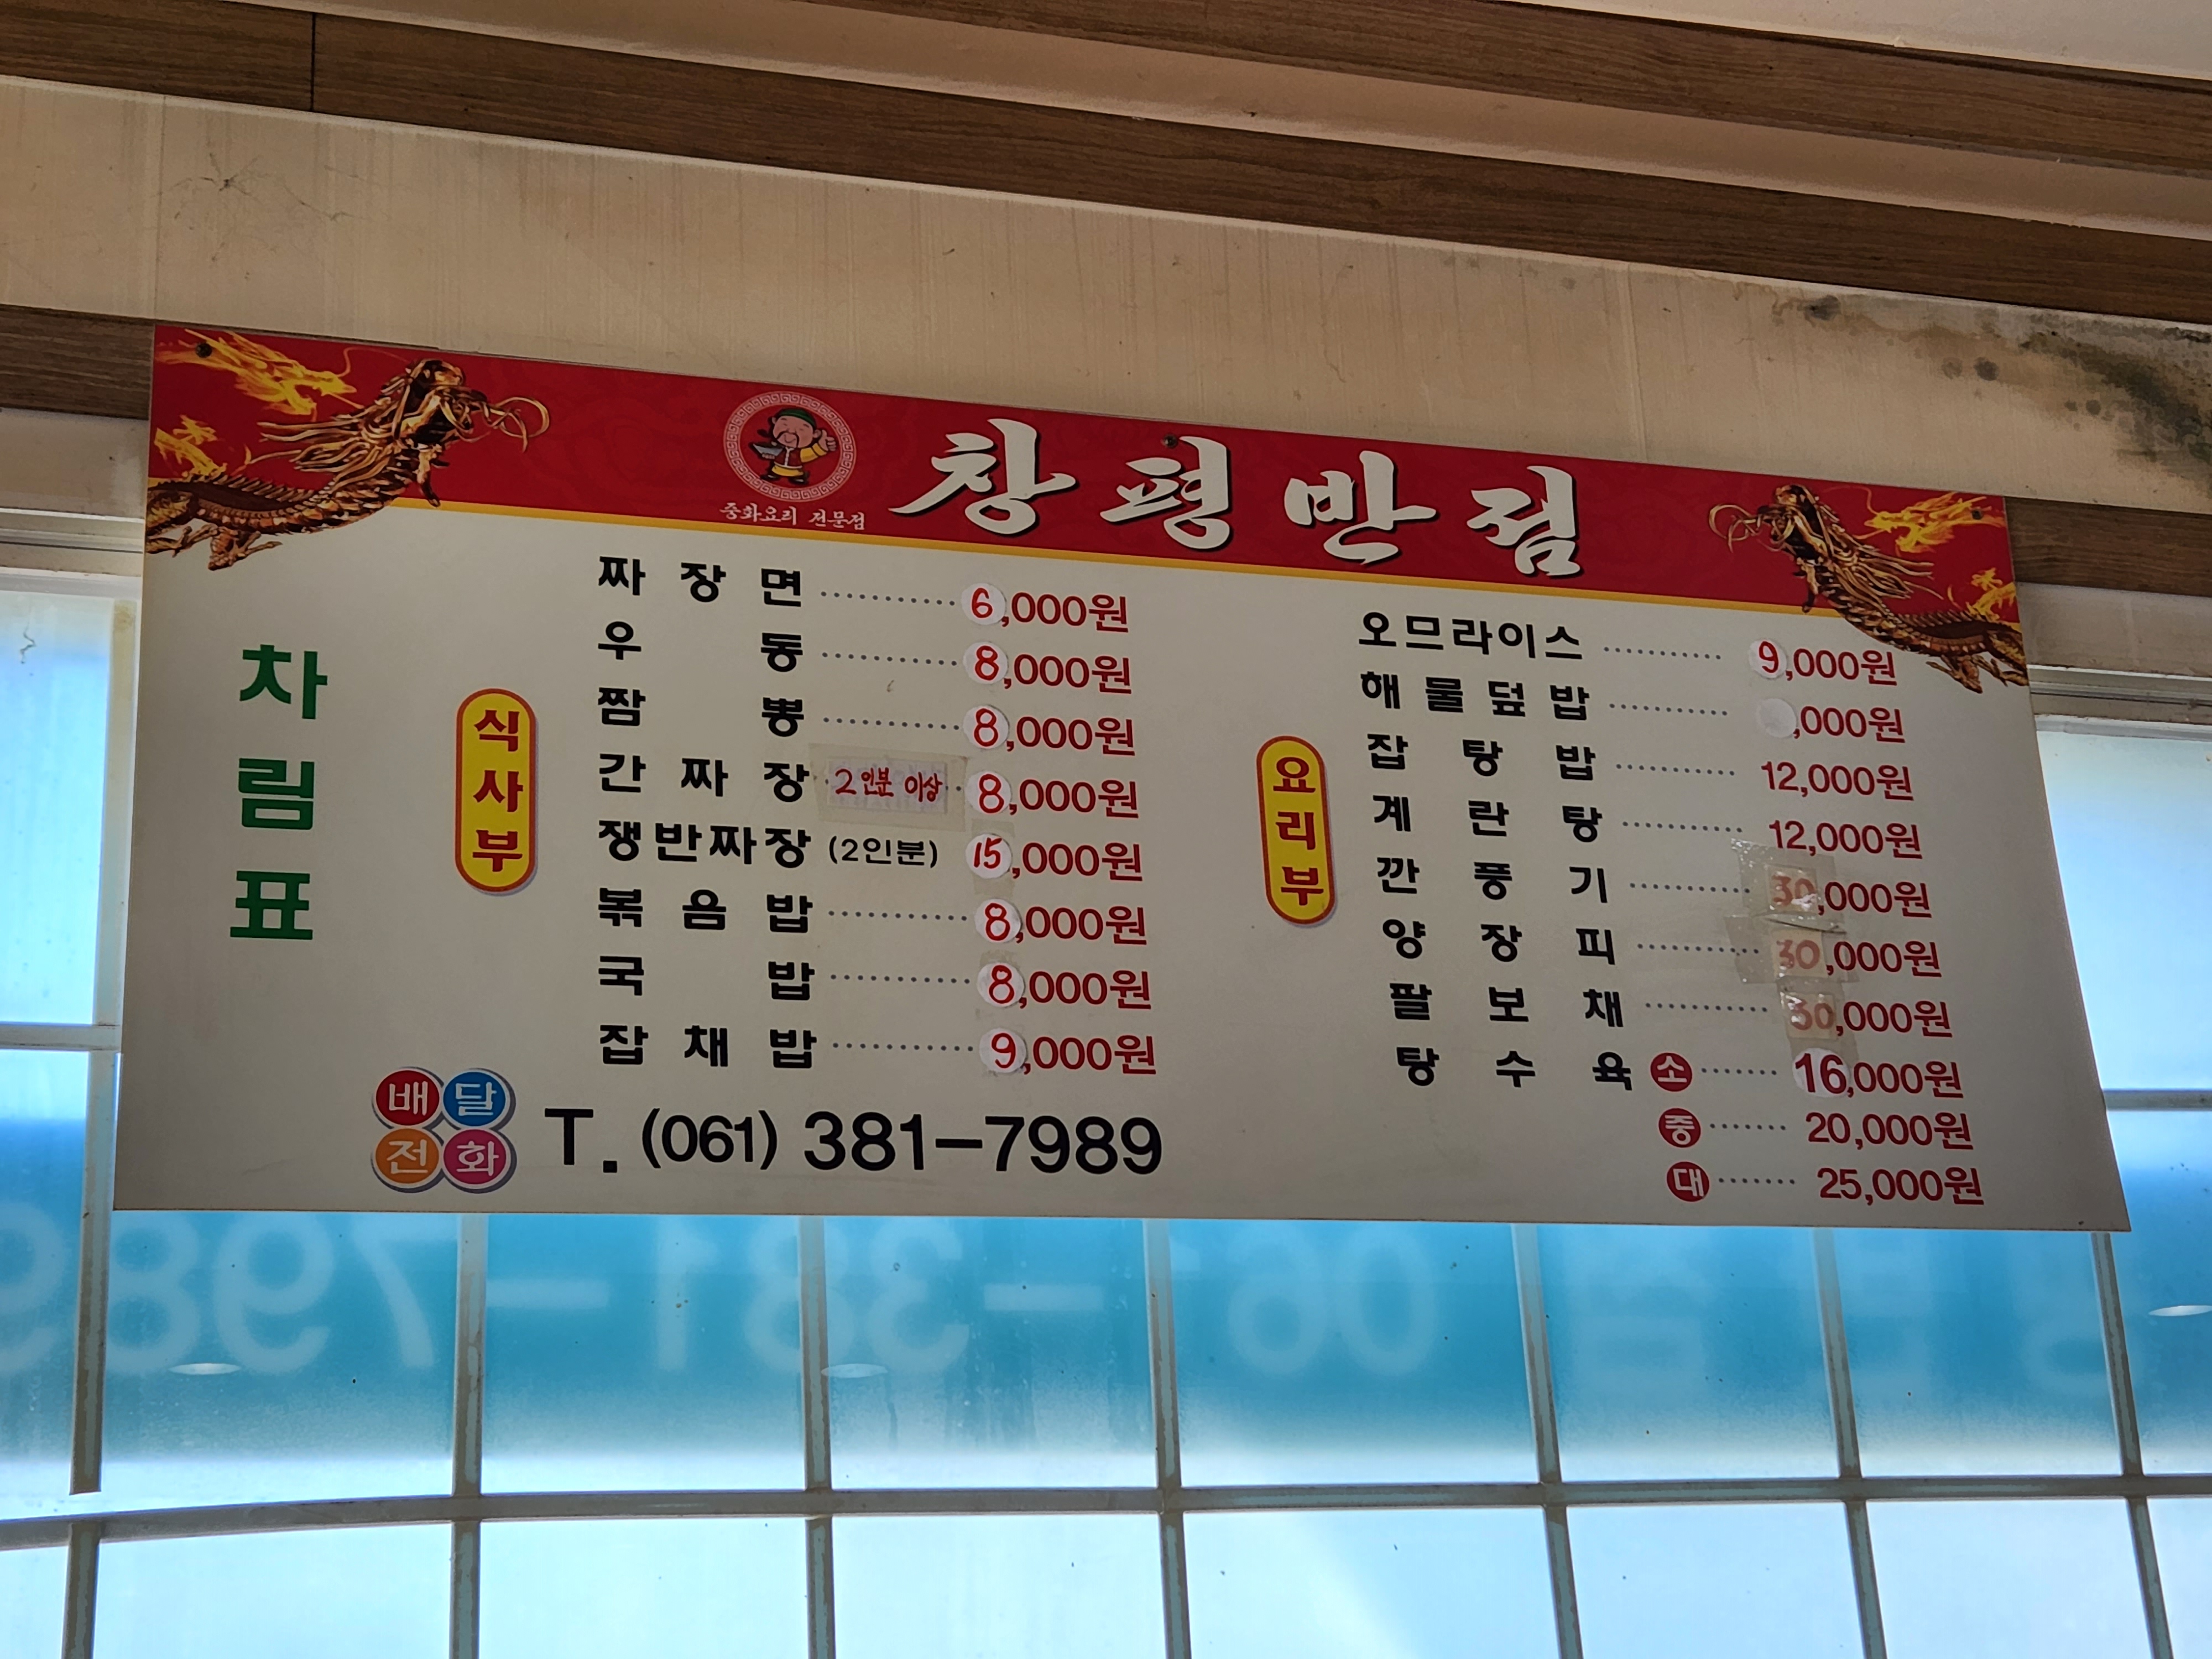 중화요리 전문점
창평반점
차림표
식사부
짜장면 ........... 6,000원
우동 ........... 8,000원
짬뽕 ........... 8,000원
간짜장 2인분 이상 8,000원
쟁반짜장 (2인분) 15,000원
볶음밥 ........... 8,000원
국밥 ........... 8,000원
잡채밥 ........... 9,000원
요리부
오므라이스 ........... 9,000원
해물덮밥 ........... ,000원
잡탕밥 ........... 12,000원
계란탕 ........... 12,000원
깐풍기 ........... 30,000원
양장피 ........... 30,000원
팔보채 ........... 30,000원
탕수육 소 ....... 16,000원
중 ....... 20,000원
대 ....... 25,000원
배달전화 T. (061) 381-7989
061-381-7989